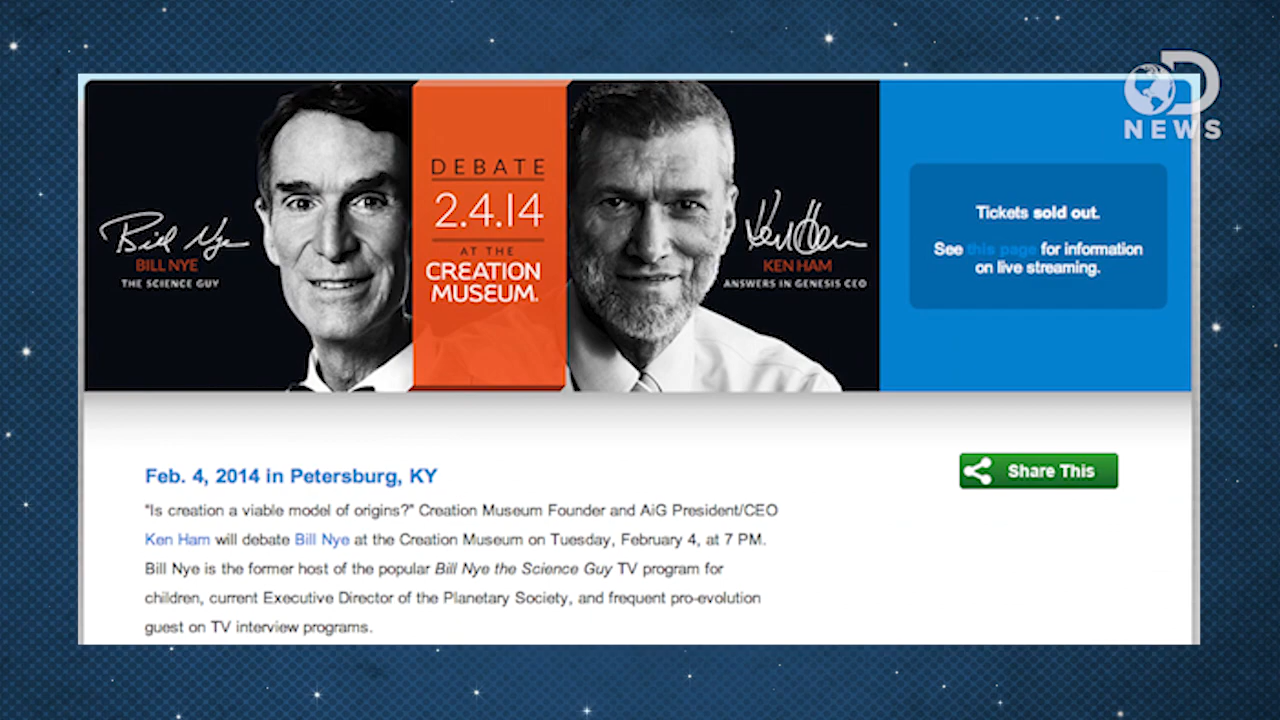 D
NEWS
Bill Nye
BILL NYE
THE SCIENCE GUY
DEBATE
2.4.14
AT THE
CREATION
MUSEUM®
Ken Ham
KEN HAM
ANSWERS IN GENESIS CEO
Tickets sold out.
See this page for information
on live streaming.
Feb. 4, 2014 in Petersburg, KY
Share This
"Is creation a viable model of origins?" Creation Museum Founder and AiG President/CEO
Ken Ham will debate Bill Nye at the Creation Museum on Tuesday, February 4, at 7 PM.
Bill Nye is the former host of the popular Bill Nye the Science Guy TV program for
children, current Executive Director of the Planetary Society, and frequent pro-evolution
guest on TV interview programs.